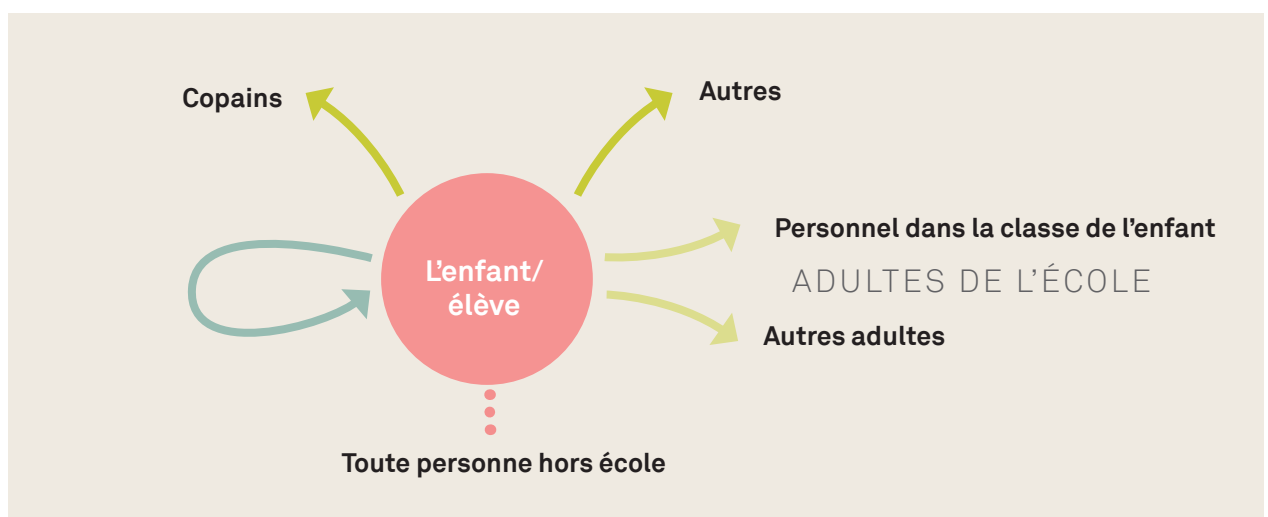 Copains
Autres
Personnel dans la classe de l’enfant
L’enfant/
élève
ADULTES DE L’ÉCOLE
Autres adultes
Toute personne hors école